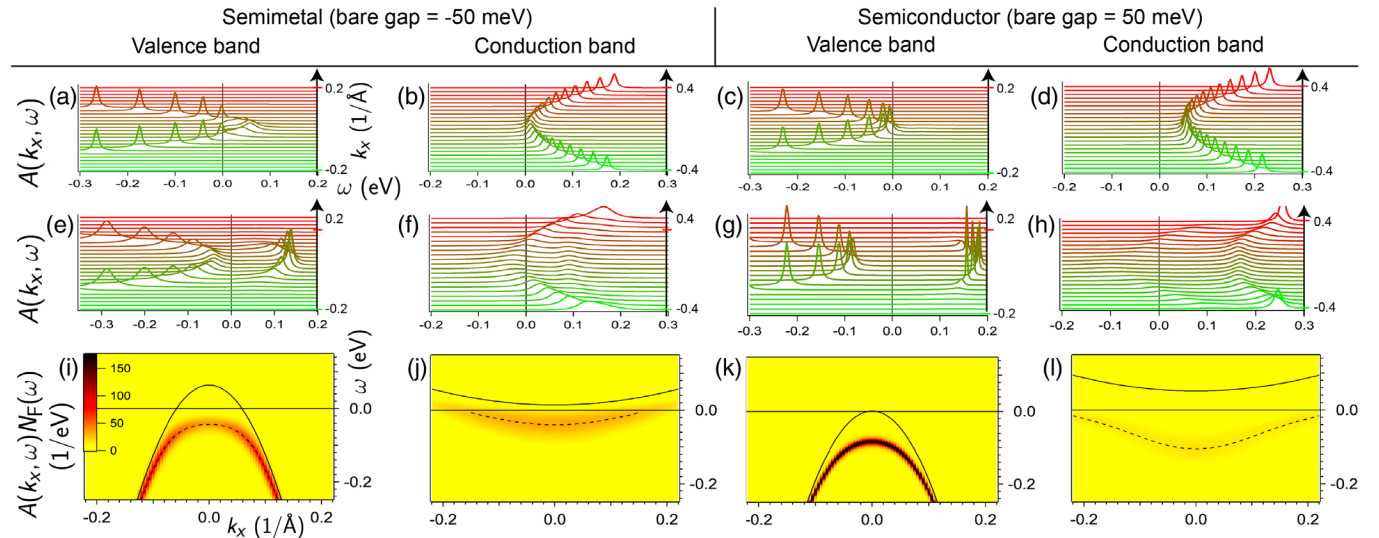 Semimetal (bare gap = -50 meV)
Semiconductor (bare gap = 50 meV)
Valence band
Conduction band
Valence band
Conduction band
A(kₓ, ω)
(a)
0.2
-0.2
-0.3 -0.2 -0.1 0.0 0.1 0.2
ω (eV)
(b)
kₓ (1/Å)
0.4
-0.4
-0.2 -0.1 0.0 0.1 0.2 0.3
(c)
0.2
-0.2
-0.3 -0.2 -0.1 0.0 0.1 0.2
(d)
0.4
-0.4
-0.2 -0.1 0.0 0.1 0.2 0.3
A(kₓ, ω)
(e)
0.2
-0.2
-0.3 -0.2 -0.1 0.0 0.1 0.2
(f)
0.4
-0.4
-0.2 -0.1 0.0 0.1 0.2 0.3
(g)
0.2
-0.2
-0.3 -0.2 -0.1 0.0 0.1 0.2
(h)
0.4
-0.4
-0.2 -0.1 0.0 0.1 0.2 0.3
A(kₓ, ω)N_F(ω)
(1/eV)
(i)
150
100
50
0
ω (eV)
0.0
-0.2
-0.2 0.0 0.2
kₓ (1/Å)
(j)
0.0
-0.2
-0.2 0.0 0.2
(k)
0.0
-0.2
-0.2 0.0 0.2
(l)
0.0
-0.2
-0.2 0.0 0.2